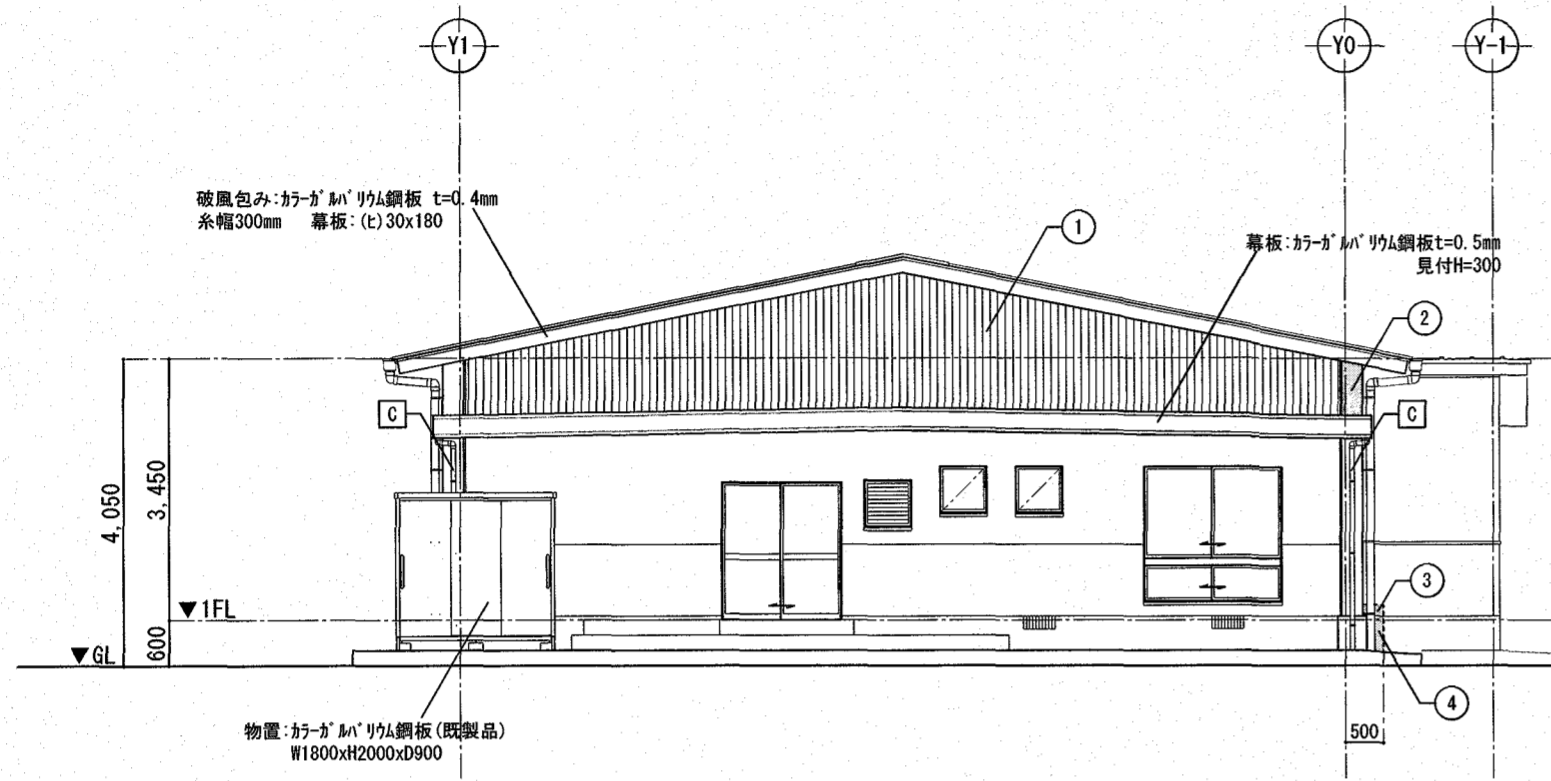 Y1
Y0
Y-1
破風包み:ｶﾗｰｶﾞﾙﾊﾞﾘｳﾑ鋼板 t=0.4mm
糸幅300mm 幕板:(ﾋ)30x180
①
幕板:ｶﾗｰｶﾞﾙﾊﾞﾘｳﾑ鋼板t=0.5mm
見付H=300
②
C
C
4,050
3,450
③
▼1FL
600
▼GL
④
500
物置:ｶﾗｰｶﾞﾙﾊﾞﾘｳﾑ鋼板(既製品)
W1800xH2000xD900